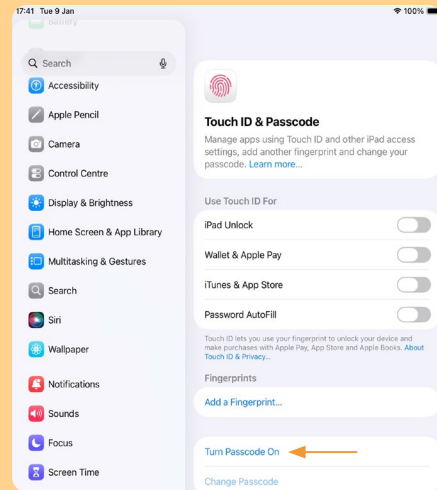 17:41 Tue 9 Jan
100%
Battery
Search
Accessibility
Apple Pencil
Camera
Control Centre
Display & Brightness
Home Screen & App Library
Multitasking & Gestures
Search
Siri
Wallpaper
Notifications
Sounds
Focus
Screen Time
Touch ID & Passcode
Manage apps using Touch ID and other iPad access
settings, add another fingerprint and change your
passcode. Learn more...
Use Touch ID For
iPad Unlock
Wallet & Apple Pay
iTunes & App Store
Password AutoFill
Touch ID lets you use your fingerprint to unlock your device and
make purchases with Apple Pay, App Store and Apple Books. About
Touch ID & Privacy...
Fingerprints
Add a Fingerprint...
Turn Passcode On
Change Passcode